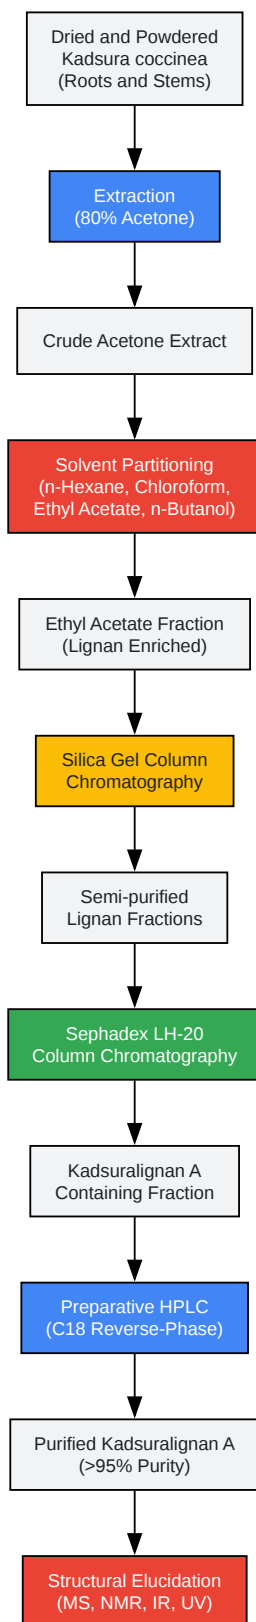 Dried and Powdered
Kadsura coccinea
(Roots and Stems)
Extraction
(80% Acetone)
Crude Acetone Extract
Solvent Partitioning
(n-Hexane, Chloroform,
Ethyl Acetate, n-Butanol)
Ethyl Acetate Fraction
(Lignan Enriched)
Silica Gel Column
Chromatography
Semi-purified
Lignan Fractions
Sephadex LH-20
Column Chromatography
Kadsuralignan A
Containing Fraction
Preparative HPLC
(C18 Reverse-Phase)
Purified Kadsuralignan A
(>95% Purity)
Structural Elucidation
(MS, NMR, IR, UV)